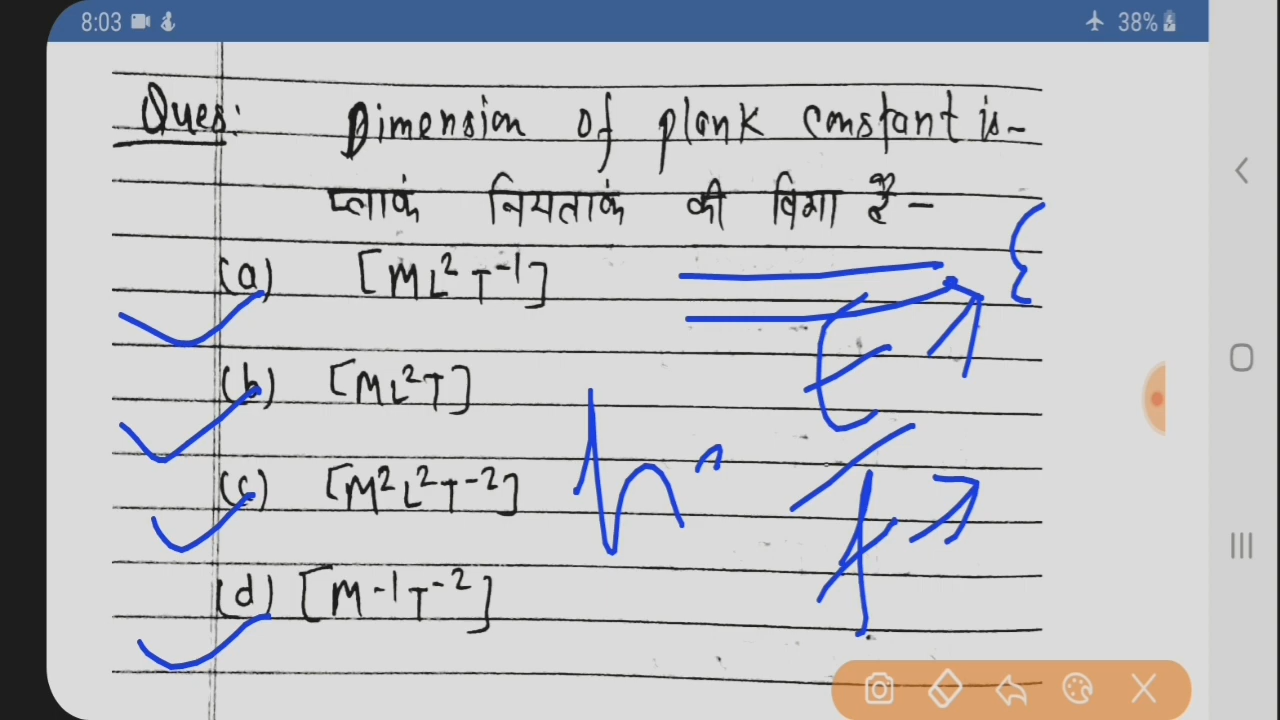 8:03 38%
Ques: Dimension of plank constant is-
प्लांक नियतांक की विमा है -
(a) [ML²T⁻¹]
(b) [ML²T]
(c) [M²L²T⁻²]
(d) [M⁻¹T⁻²]
h